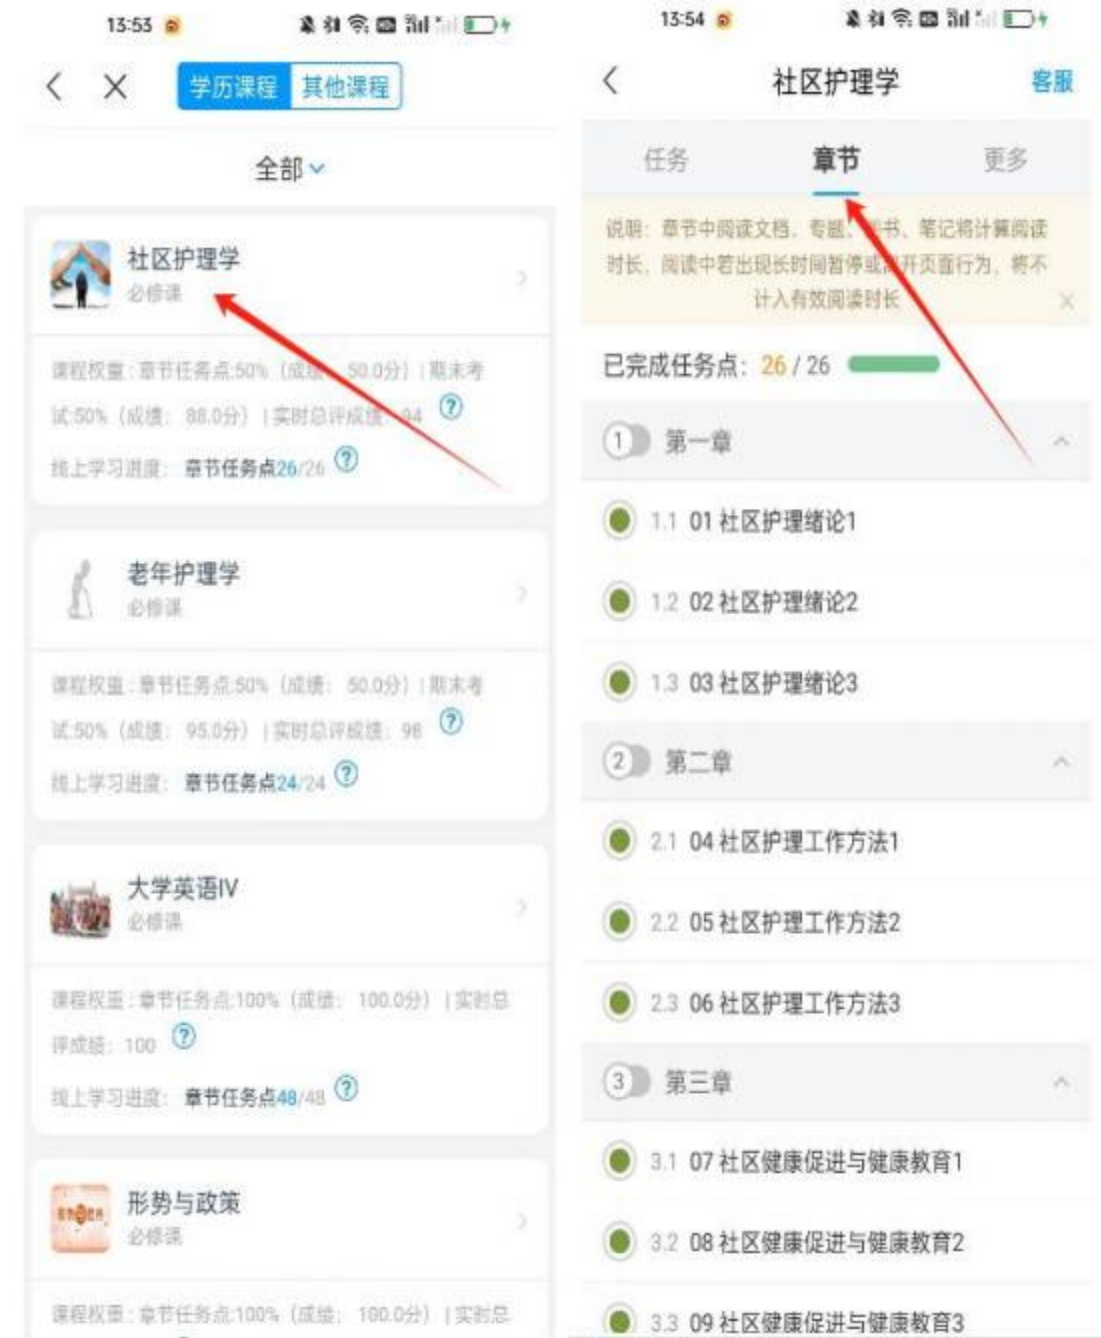 13:53
学历课程 其他课程
全部
社区护理学
必修课
课程权重:章节任务点:50%(成绩: 50.0分)|期末考
试:50%(成绩: 88.0分)|实时总评成绩: 94
线上学习进度: 章节任务点26/26
老年护理学
必修课
课程权重:章节任务点:50%(成绩: 50.0分)|期末考
试:50%(成绩: 95.0分)|实时总评成绩: 98
线上学习进度: 章节任务点24/24
大学英语IV
必修课
课程权重:章节任务点:100%(成绩: 100.0分)|实时总
评成绩: 100
线上学习进度: 章节任务点48/48
形势与政策
必修课
课程权重:章节任务点:100%(成绩: 100.0分)|实时总
13:54
社区护理学 客服
任务 章节 更多
说明:章节中阅读文档、专题、书、笔记将计算阅读
时长,阅读中若出现长时间暂停或离开页面行为,将不
计入有效阅读时长
已完成任务点: 26 / 26
1 第一章
1.1 01 社区护理绪论1
1.2 02 社区护理绪论2
1.3 03 社区护理绪论3
2 第二章
2.1 04 社区护理工作方法1
2.2 05 社区护理工作方法2
2.3 06 社区护理工作方法3
3 第三章
3.1 07 社区健康促进与健康教育1
3.2 08 社区健康促进与健康教育2
3.3 09 社区健康促进与健康教育3